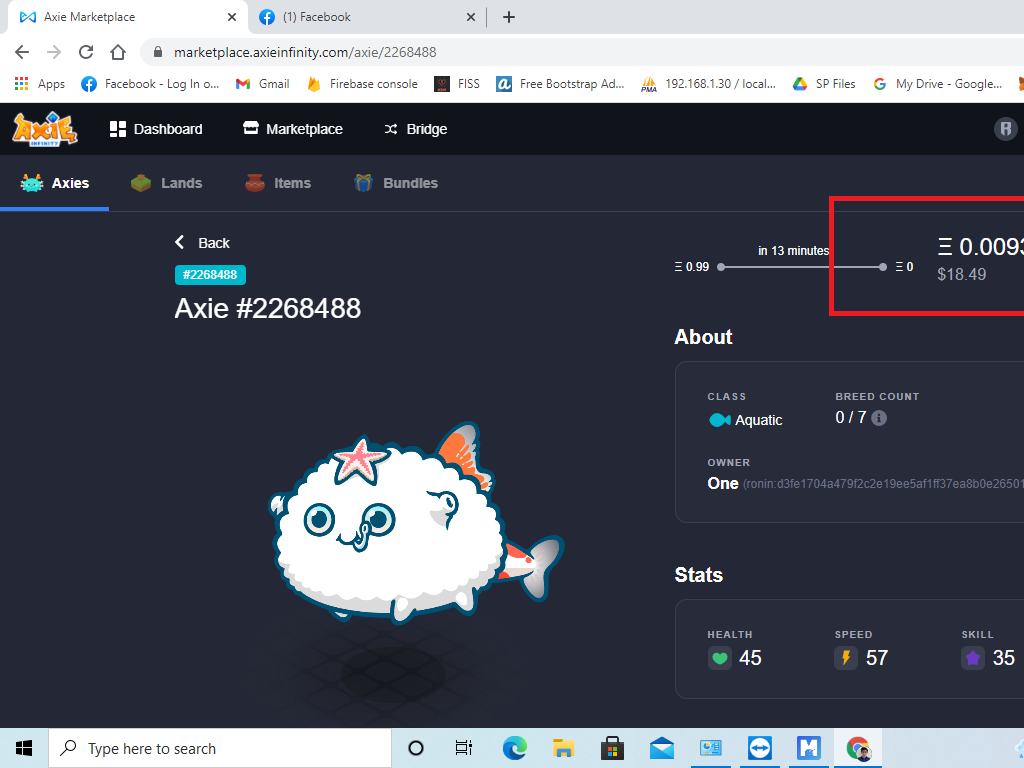 Axie Marketplace
(1) Facebook
marketplace.axieinfinity.com/axie/2268488
Apps
Facebook - Log In o...
Gmail
Firebase console
FISS
Free Bootstrap Ad...
192.168.1.30 / local...
SP Files
My Drive - Google...
AXIE
INFINITY
Dashboard
Marketplace
Bridge
Axies
Lands
Items
Bundles
Back
#2268488
Axie #2268488
in 13 minutes
Ξ 0.99
Ξ 0
Ξ 0.0093
$18.49
About
CLASS
BREED COUNT
Aquatic
0 / 7
OWNER
One (ronin:d3fe1704a479f2c2e19ee5af1ff37ea8b0e26501
Stats
HEALTH
SPEED
SKILL
45
57
35
Type here to search